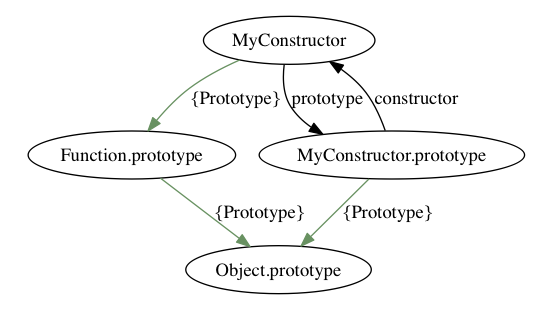 MyConstructor
{Prototype}
prototype
constructor
Function.prototype
MyConstructor.prototype
{Prototype}
{Prototype}
Object.prototype